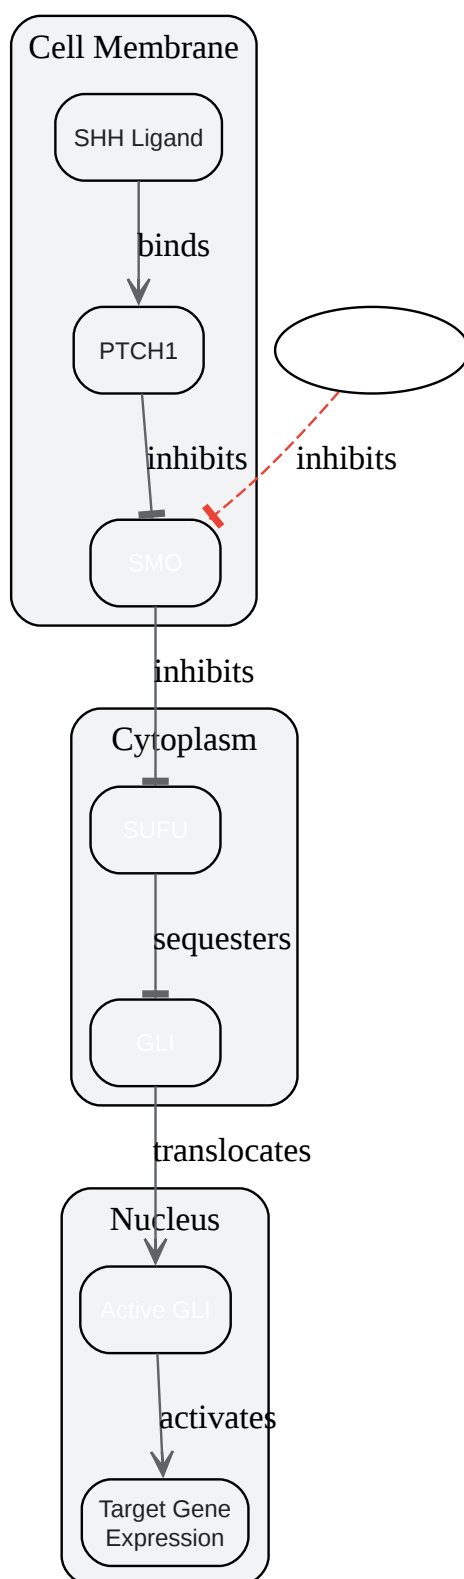 Cell Membrane
SHH Ligand
binds
PTCH1
inhibits
inhibits
SMO
inhibits
Cytoplasm
SUFU
sequesters
GLI
translocates
Nucleus
Active GLI
activates
Target Gene
Expression